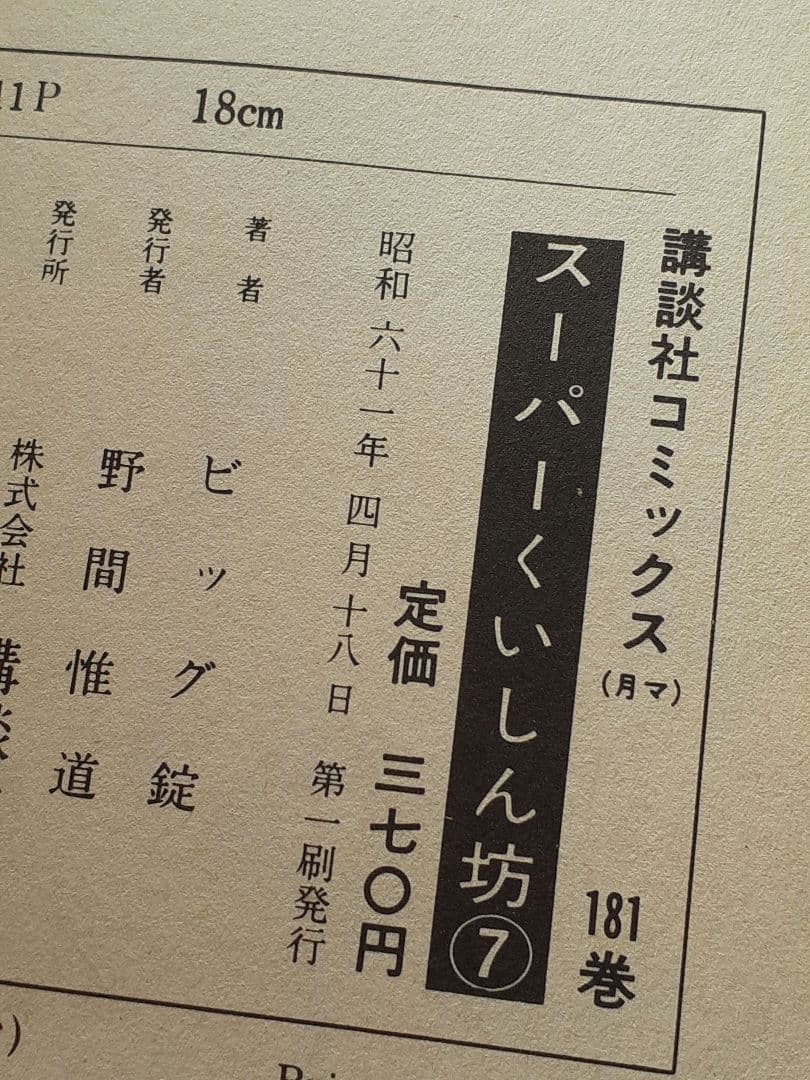 11P 18cm
講談社コミックス(月マ) 181巻
スーパーくいしん坊⑦
定価 三七〇円
昭和六十一年四月十八日 第一刷発行
著者 ビッグ錠
発行者 野間惟道
発行所 株式会社 講談